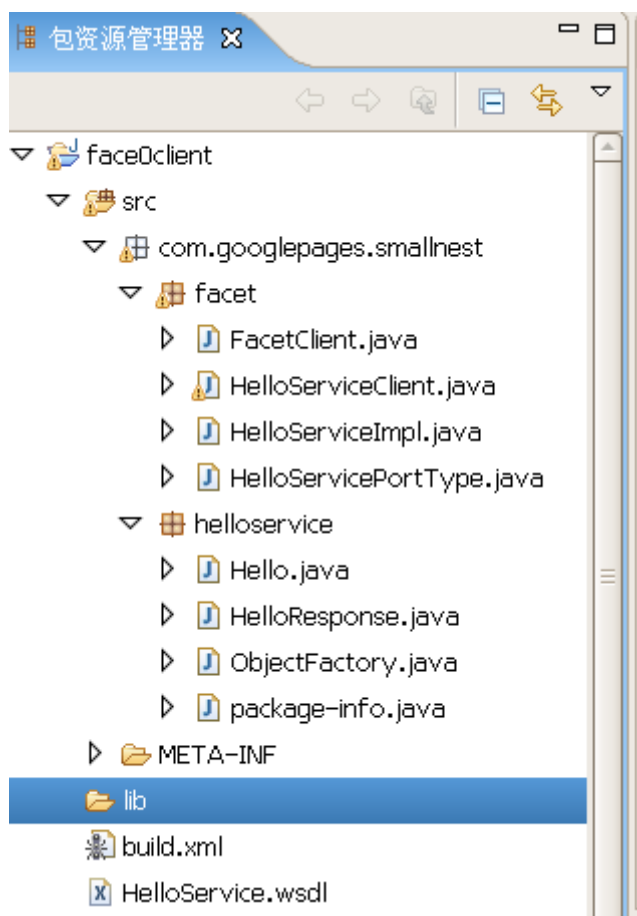 包资源管理器
face0client
src
com.googlepages.smallnest
facet
FacetClient.java
HelloServiceClient.java
HelloServiceImpl.java
HelloServicePortType.java
helloservice
Hello.java
HelloResponse.java
ObjectFactory.java
package-info.java
META-INF
lib
build.xml
HelloService.wsdl